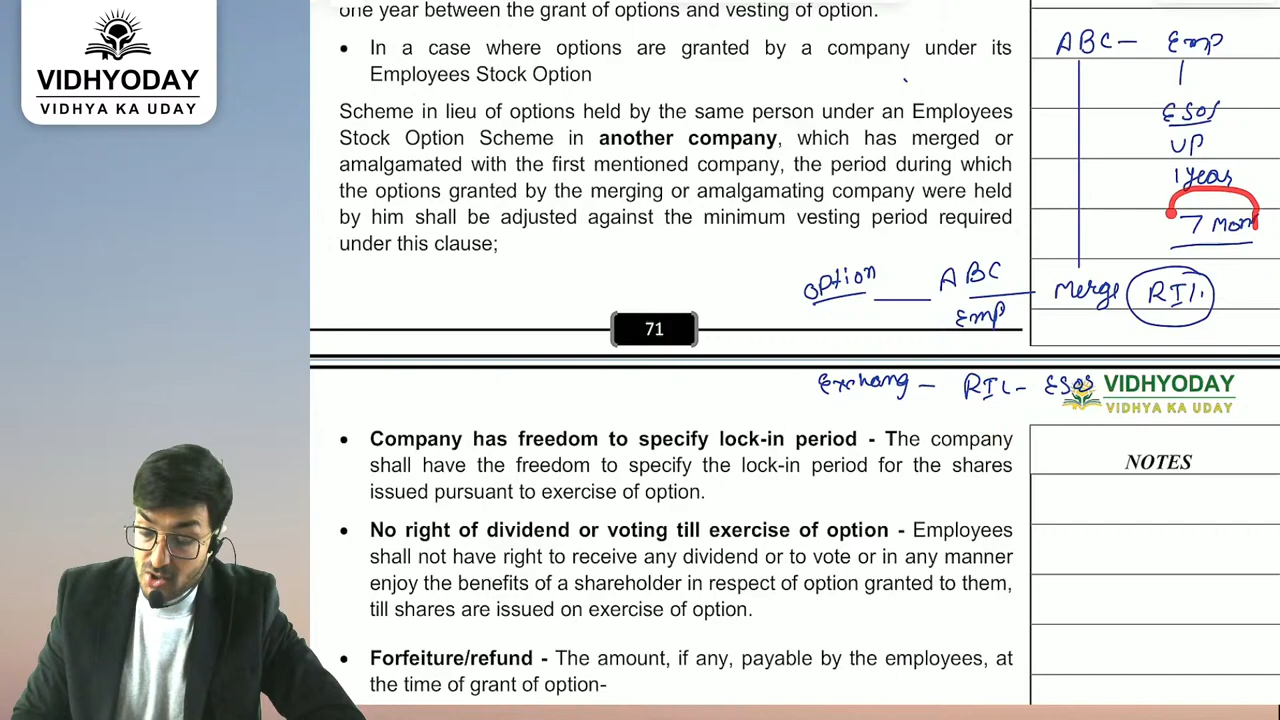 VIDHYODAY
VIDHYA KA UDAY
one year between the grant of options and vesting of option.
• In a case where options are granted by a company under its
Employees Stock Option
Scheme in lieu of options held by the same person under an Employees
Stock Option Scheme in another company, which has merged or
amalgamated with the first mentioned company, the period during which
the options granted by the merging or amalgamating company were held
by him shall be adjusted against the minimum vesting period required
under this clause;
ABC – Emp
ESOS
VP
1 year
7 Mon
option ABC Merge RIL
Emp
71
Exchang – RIL – ESOS
VIDHYODAY
VIDHYA KA UDAY
• Company has freedom to specify lock-in period - The company
shall have the freedom to specify the lock-in period for the shares
issued pursuant to exercise of option.
NOTES
• No right of dividend or voting till exercise of option - Employees
shall not have right to receive any dividend or to vote or in any manner
enjoy the benefits of a shareholder in respect of option granted to them,
till shares are issued on exercise of option.
• Forfeiture/refund - The amount, if any, payable by the employees, at
the time of grant of option-